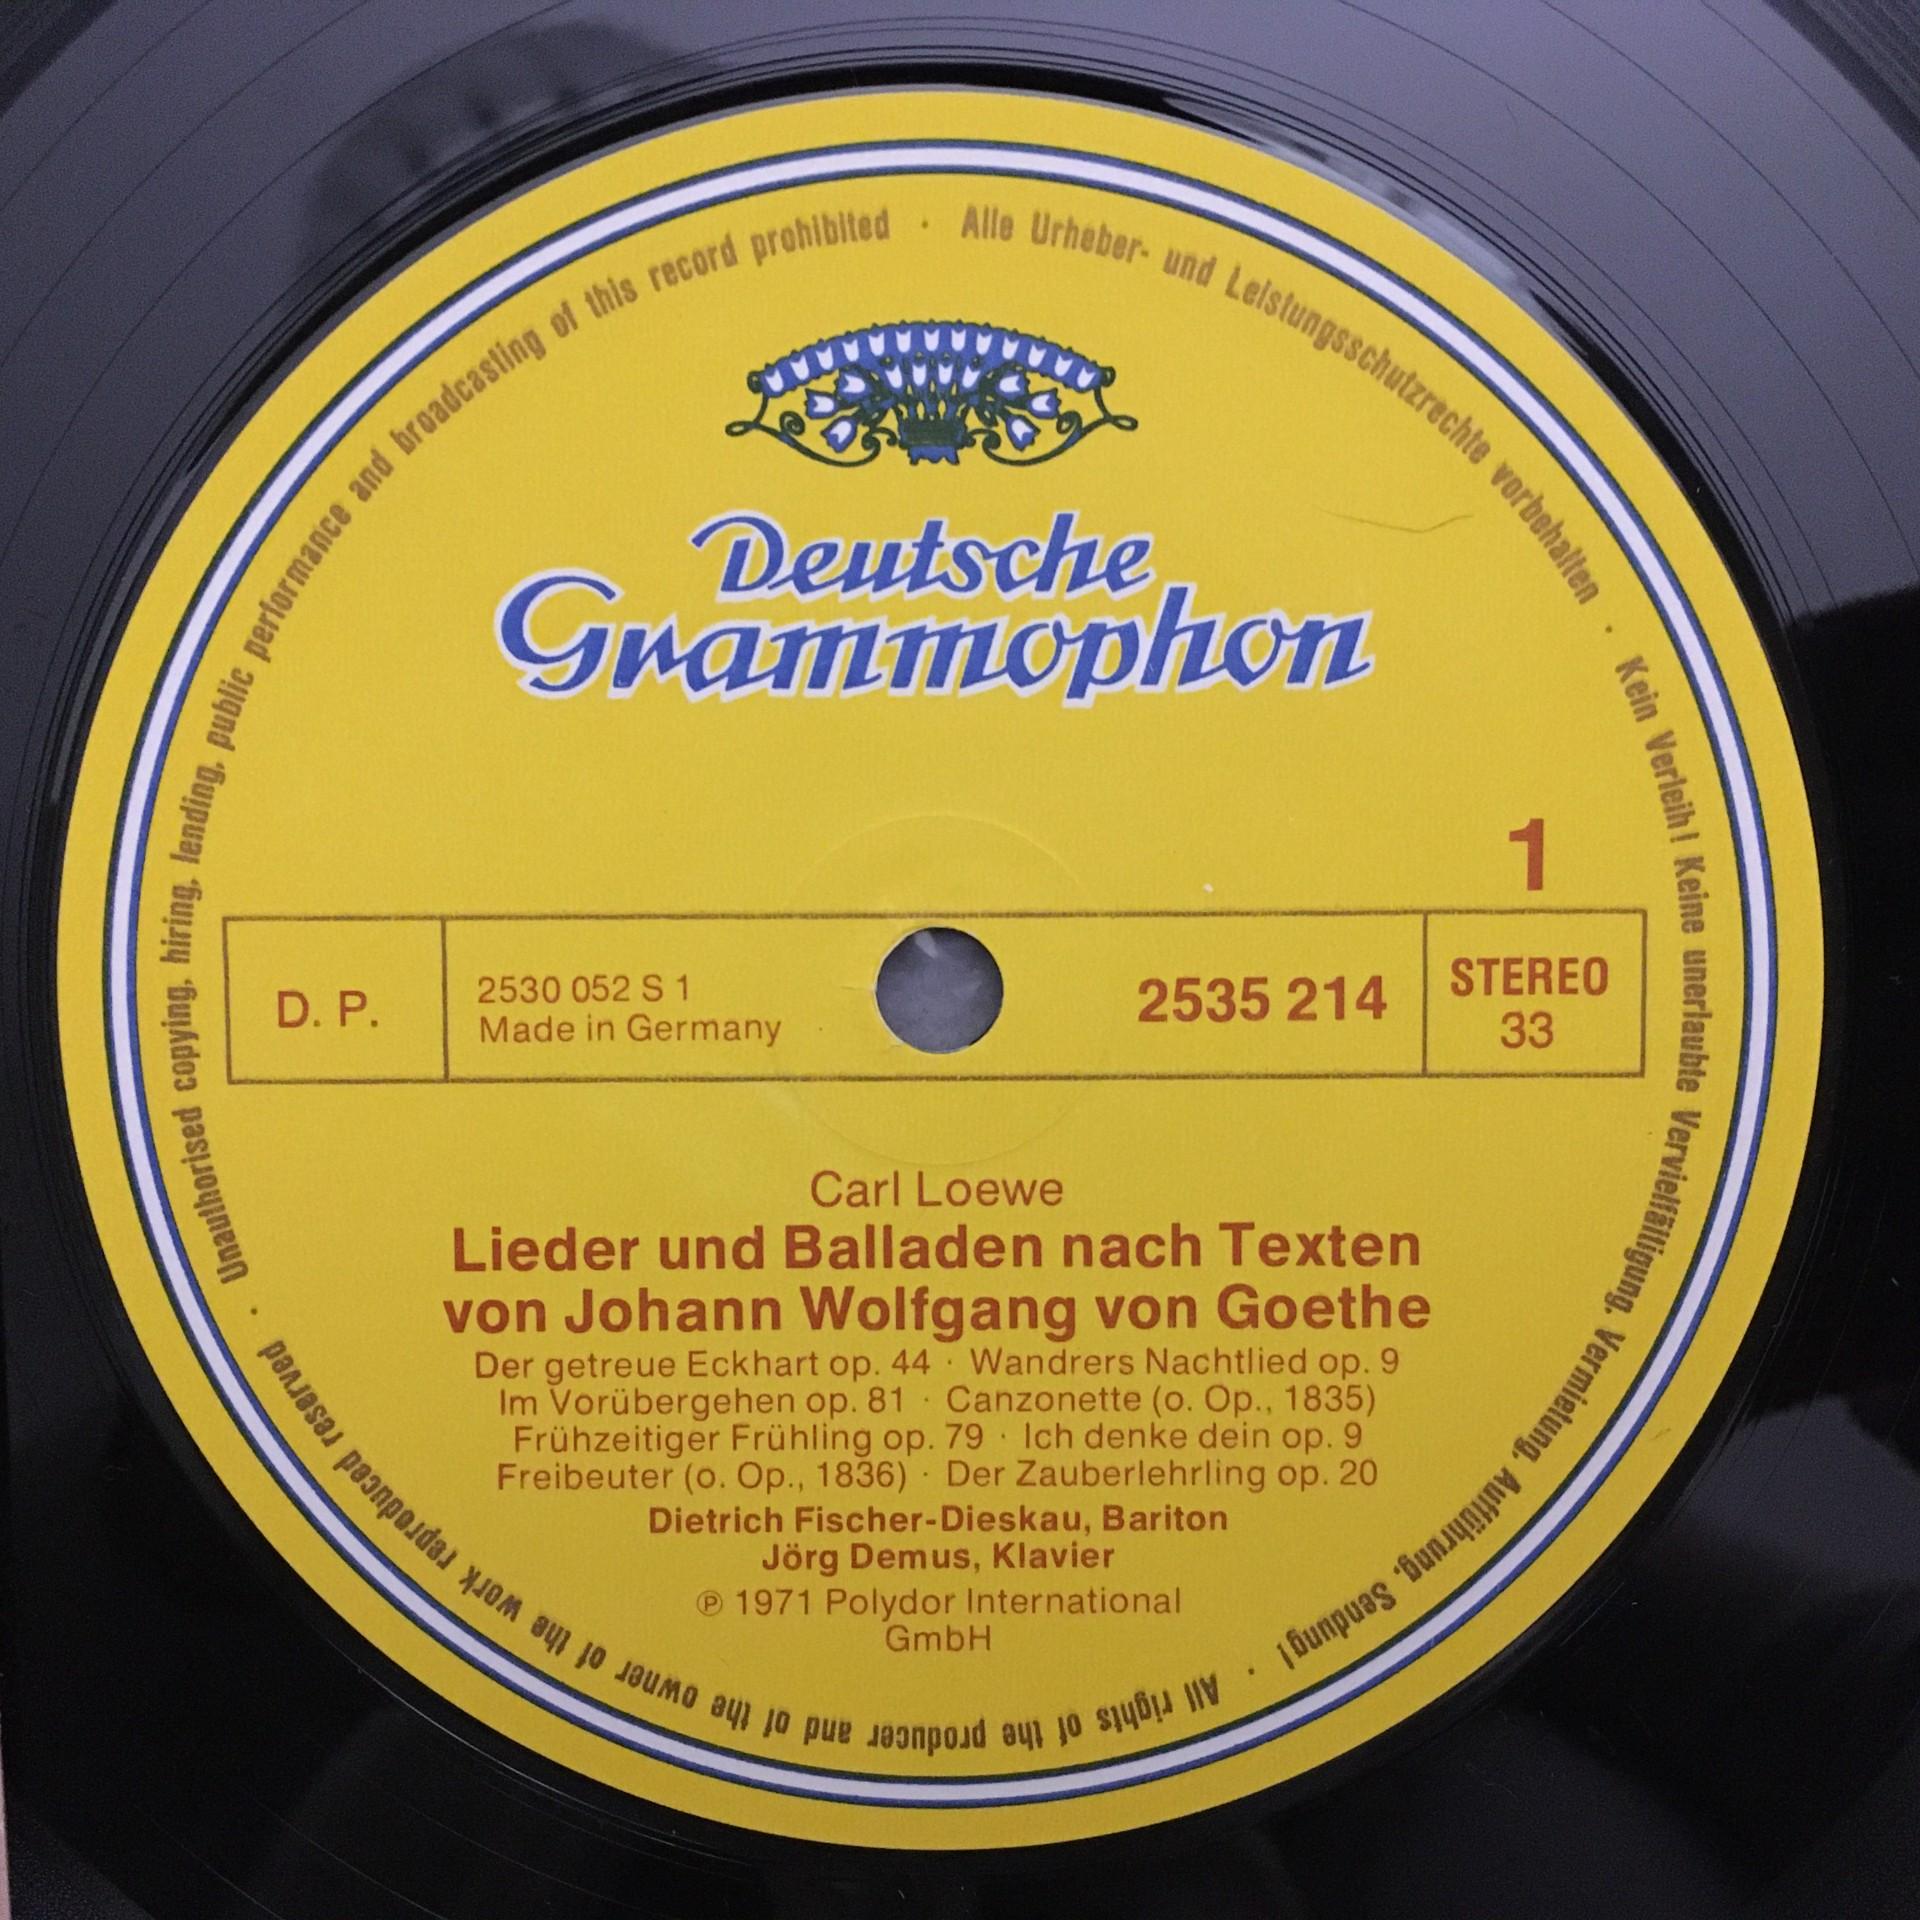 Deutsche
Grammophon
1
D. P.
2530 052 S 1
Made in Germany
2535 214
STEREO
33
Carl Loewe
Lieder und Balladen nach Texten
von Johann Wolfgang von Goethe
Der getreue Eckhart op. 44 · Wandrers Nachtlied op. 9
Im Vorübergehen op. 81 · Canzonette (o. Op., 1835)
Frühzeitiger Frühling op. 79 · Ich denke dein op. 9
Freibeuter (o. Op., 1836) · Der Zauberlehrling op. 20
Dietrich Fischer-Dieskau, Bariton
Jörg Demus, Klavier
℗ 1971 Polydor International
GmbH
Alle Urheber- und Leistungsschutzrechte vorbehalten · Kein Verleih! Keine unerlaubte Vervielfältigung, Vermietung, Aufführung, Sendung! · All rights of the producer and of the owner of the work reproduced reserved · Unauthorised copying, hiring, lending, public performance and broadcasting of this record prohibited ·